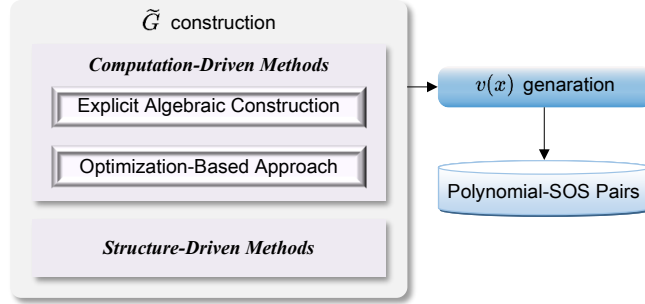 G̃ construction
Computation-Driven Methods
Explicit Algebraic Construction
Optimization-Based Approach
Structure-Driven Methods
v(x) genaration
Polynomial-SOS Pairs